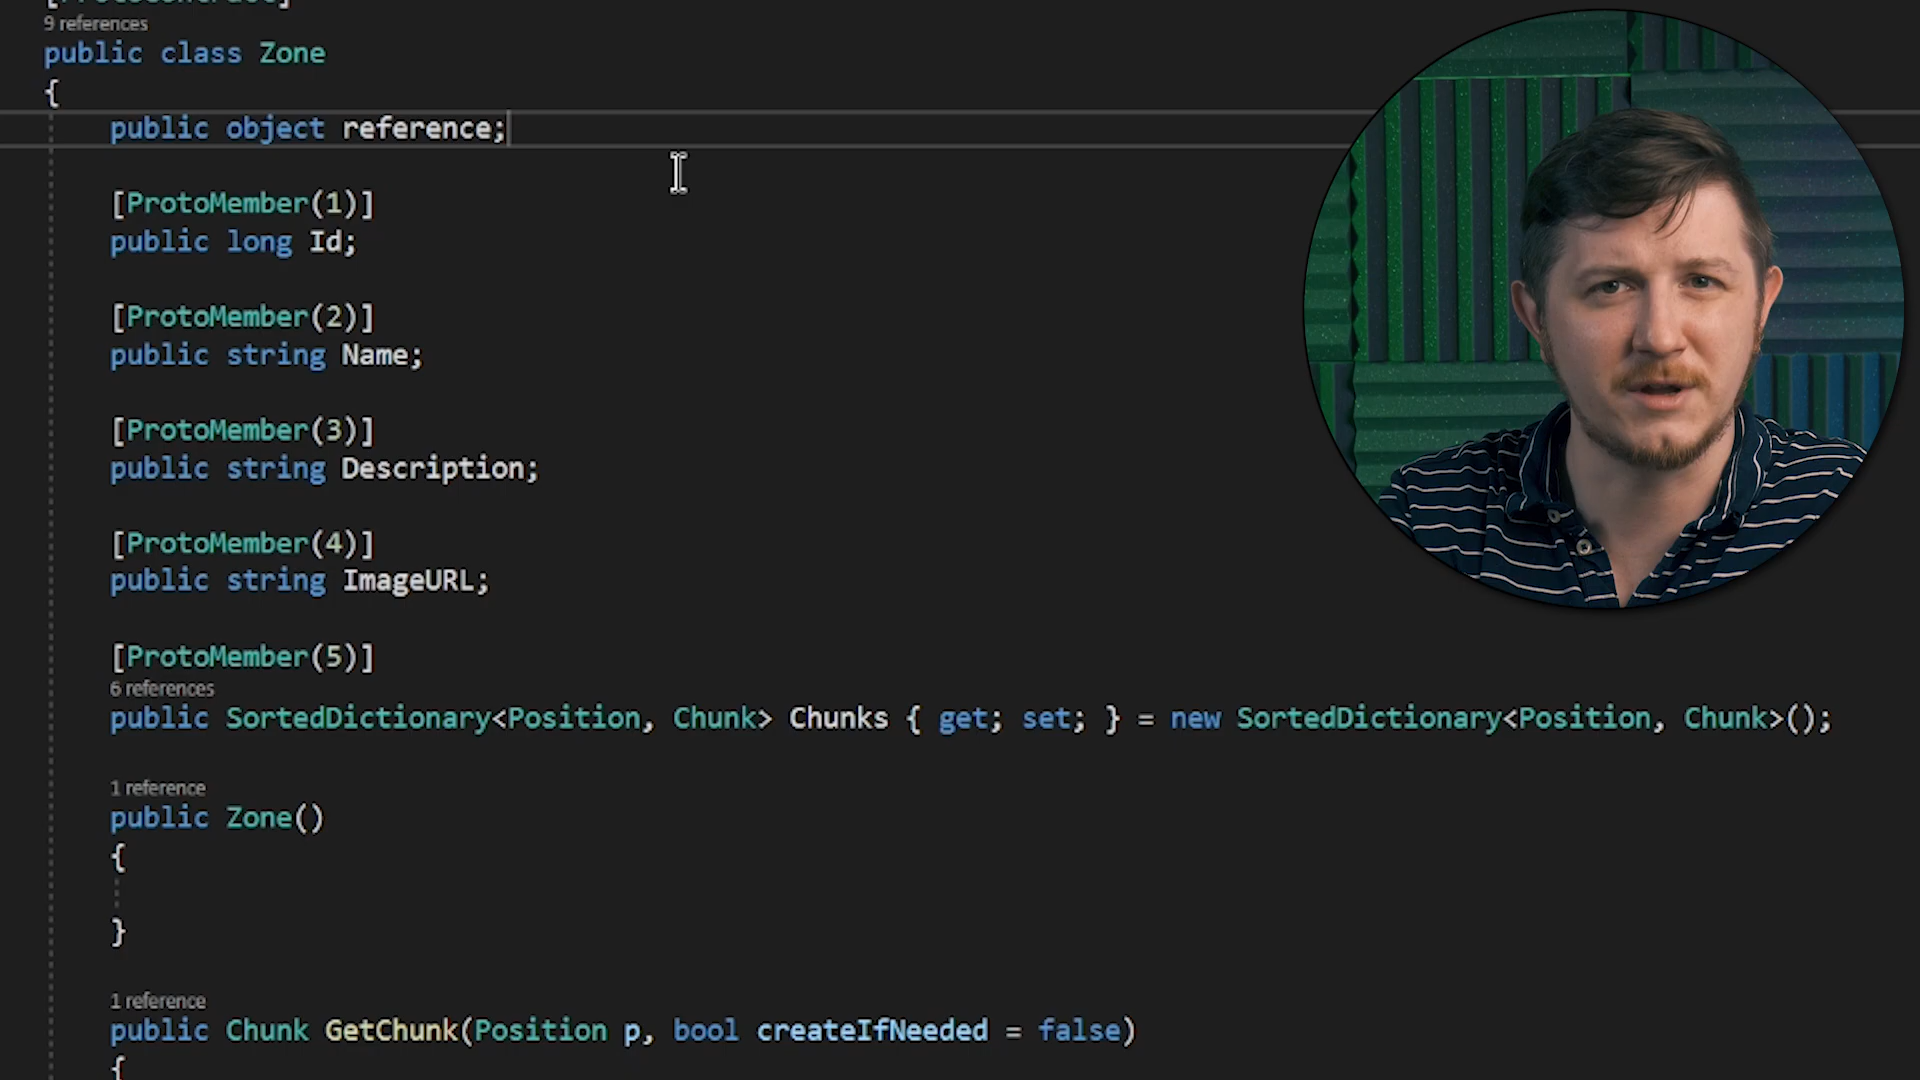 9 references
public class Zone
{
public object reference;
[ProtoMember(1)]
public long Id;
[ProtoMember(2)]
public string Name;
[ProtoMember(3)]
public string Description;
[ProtoMember(4)]
public string ImageURL;
[ProtoMember(5)]
6 references
public SortedDictionary<Position, Chunk> Chunks { get; set; } = new SortedDictionary<Position, Chunk>();
1 reference
public Zone()
{
}
1 reference
public Chunk GetChunk(Position p, bool createIfNeeded = false)
{